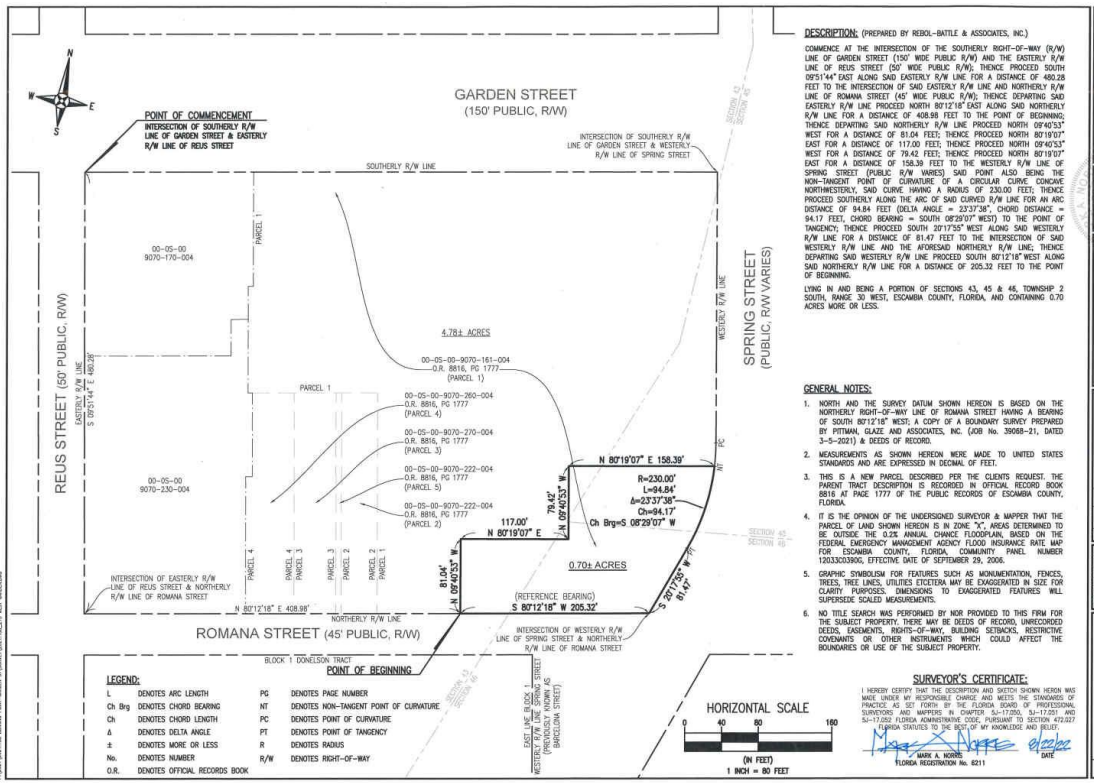 N
W
E
S
POINT OF COMMENCEMENT
INTERSECTION OF SOUTHERLY R/W
LINE OF GARDEN STREET & EASTERLY
R/W LINE OF REUS STREET
GARDEN STREET
(150' PUBLIC, R/W)
INTERSECTION OF SOUTHERLY R/W
LINE OF GARDEN STREET & WESTERLY
R/W LINE OF SPRING STREET
SECTION 43
SECTION 45
SOUTHERLY R/W LINE
PARCEL 1
00-0S-00
9070-170-004
REUS STREET (50' PUBLIC, R/W)
EASTERLY R/W LINE
S 09'51'44" E 480.28'
4.78± ACRES
WESTERLY R/W LINE
SPRING STREET
(PUBLIC, R/W VARIES)
00-0S-00-9070-161-004
O.R. 8816, PG 1777
(PARCEL 1)
PARCEL 1
00-0S-00-9070-260-004
O.R. 8816, PG 1777
(PARCEL 4)
00-0S-00-9070-270-004
O.R. 8816, PG 1777
(PARCEL 3)
00-0S-00-9070-222-004
O.R. 8816, PG 1777
(PARCEL 5)
00-0S-00-9070-222-004
O.R. 8816, PG 1777
(PARCEL 2)
00-0S-00
9070-230-004
PC
N 80'19'07" E 158.39'
NT
R=230.00'
L=94.84'
Δ=23'37'38"
Ch=94.17'
Ch Brg=S 08'29'07" W
79.42'
N 09'40'53" W
117.00'
N 80'19'07" E
SECTION 45
SECTION 46
PT
81.04'
N 09'40'53" W
0.70± ACRES
S 20'17'55" W
81.47'
(REFERENCE BEARING)
S 80'12'18" W 205.32'
PARCEL 4
PARCEL 4
PARCEL 3
PARCEL 3
PARCEL 2
PARCEL 2
PARCEL 1
INTERSECTION OF EASTERLY R/W
LINE OF REUS STREET & NORTHERLY
R/W LINE OF ROMANA STREET
N 80'12'18" E 408.98'
NORTHERLY R/W LINE
ROMANA STREET (45' PUBLIC, R/W)
INTERSECTION OF WESTERLY R/W
LINE OF SPRING STREET & NORTHERLY
R/W LINE OF ROMANA STREET
BLOCK 1 DONELSON TRACT
POINT OF BEGINNING
SECTION 43
SECTION 46
EAST LINE BLOCK 1
WESTERLY R/W LINE SPRING STREET
(PREVIOUSLY KNOWN AS
BARCELONA STREET)
LEGEND:
L DENOTES ARC LENGTH
Ch Brg DENOTES CHORD BEARING
Ch DENOTES CHORD LENGTH
Δ DENOTES DELTA ANGLE
± DENOTES MORE OR LESS
No. DENOTES NUMBER
O.R. DENOTES OFFICIAL RECORDS BOOK
PG DENOTES PAGE NUMBER
NT DENOTES NON-TANGENT POINT OF CURVATURE
PC DENOTES POINT OF CURVATURE
PT DENOTES POINT OF TANGENCY
R DENOTES RADIUS
R/W DENOTES RIGHT-OF-WAY
HORIZONTAL SCALE
0 40 80 160
(IN FEET)
1 INCH = 80 FEET
DESCRIPTION: (PREPARED BY REBOL-BATTLE & ASSOCIATES, INC.)
COMMENCE AT THE INTERSECTION OF THE SOUTHERLY RIGHT-OF-WAY (R/W)
LINE OF GARDEN STREET (150' WIDE PUBLIC R/W) AND THE EASTERLY R/W
LINE OF REUS STREET (50' WIDE PUBLIC R/W); THENCE PROCEED SOUTH
09'51'44" EAST ALONG SAID EASTERLY R/W LINE FOR A DISTANCE OF 480.28
FEET TO THE INTERSECTION OF SAID EASTERLY R/W LINE AND NORTHERLY R/W
LINE OF ROMANA STREET (45' WIDE PUBLIC R/W); THENCE DEPARTING SAID
EASTERLY R/W LINE PROCEED NORTH 80'12'18" EAST ALONG SAID NORTHERLY
R/W LINE FOR A DISTANCE OF 408.98 FEET TO THE POINT OF BEGINNING;
THENCE DEPARTING SAID NORTHERLY R/W LINE PROCEED NORTH 09'40'53"
WEST FOR A DISTANCE OF 81.04 FEET; THENCE PROCEED NORTH 80'19'07"
EAST FOR A DISTANCE OF 117.00 FEET; THENCE PROCEED NORTH 09'40'53"
WEST FOR A DISTANCE OF 79.42 FEET; THENCE PROCEED NORTH 80'19'07"
EAST FOR A DISTANCE OF 158.39 FEET TO THE WESTERLY R/W LINE OF
SPRING STREET (PUBLIC R/W VARIES) SAID POINT ALSO BEING THE
NON-TANGENT POINT OF CURVATURE OF A CIRCULAR CURVE CONCAVE
NORTHWESTERLY, SAID CURVE HAVING A RADIUS OF 230.00 FEET; THENCE
PROCEED SOUTHERLY ALONG THE ARC OF SAID CURVED R/W LINE FOR AN ARC
DISTANCE OF 94.84 FEET (DELTA ANGLE = 23'37'38", CHORD DISTANCE =
94.17 FEET, CHORD BEARING = SOUTH 08'29'07" WEST) TO THE POINT OF
TANGENCY; THENCE PROCEED SOUTH 20'17'55" WEST ALONG SAID WESTERLY
R/W LINE FOR A DISTANCE OF 81.47 FEET TO THE INTERSECTION OF SAID
WESTERLY R/W LINE AND THE AFORESAID NORTHERLY R/W LINE; THENCE
DEPARTING SAID WESTERLY R/W LINE PROCEED SOUTH 80'12'18" WEST ALONG
SAID NORTHERLY R/W LINE FOR A DISTANCE OF 205.32 FEET TO THE POINT
OF BEGINNING.
LYING IN AND BEING A PORTION OF SECTIONS 43, 45 & 46, TOWNSHIP 2
SOUTH, RANGE 30 WEST, ESCAMBIA COUNTY, FLORIDA, AND CONTAINING 0.70
ACRES MORE OR LESS.
GENERAL NOTES:
1. NORTH AND THE SURVEY DATUM SHOWN HEREON IS BASED ON THE
NORTHERLY RIGHT-OF-WAY LINE OF ROMANA STREET HAVING A BEARING
OF SOUTH 80'12'18" WEST; A COPY OF A BOUNDARY SURVEY PREPARED
BY PITTMAN, GLAZE AND ASSOCIATES, INC. (JOB No. 39068-21, DATED
3-5-2021) & DEEDS OF RECORD.
2. MEASUREMENTS AS SHOWN HEREON WERE MADE TO UNITED STATES
STANDARDS AND ARE EXPRESSED IN DECIMAL OF FEET.
3. THIS IS A NEW PARCEL DESCRIBED PER THE CLIENTS REQUEST. THE
PARENT TRACT DESCRIPTION IS RECORDED IN OFFICIAL RECORD BOOK
8816 AT PAGE 1777 OF THE PUBLIC RECORDS OF ESCAMBIA COUNTY,
FLORIDA.
4. IT IS THE OPINION OF THE UNDERSIGNED SURVEYOR & MAPPER THAT THE
PARCEL OF LAND SHOWN HEREON IS IN ZONE "X", AREAS DETERMINED TO
BE OUTSIDE THE 0.2% ANNUAL CHANCE FLOODPLAIN, BASED ON THE
FEDERAL EMERGENCY MANAGEMENT AGENCY FLOOD INSURANCE RATE MAP
FOR ESCAMBIA COUNTY, FLORIDA, COMMUNITY PANEL NUMBER
12033C0390G, EFFECTIVE DATE OF SEPTEMBER 29, 2006.
5. GRAPHIC SYMBOLISM FOR FEATURES SUCH AS MONUMENTATION, FENCES,
TREES, TREE LINES, UTILITIES ETCETERA MAY BE EXAGGERATED IN SIZE FOR
CLARITY PURPOSES. DIMENSIONS TO EXAGGERATED FEATURES WILL
SUPERSEDE SCALED MEASUREMENTS.
6. NO TITLE SEARCH WAS PERFORMED BY NOR PROVIDED TO THIS FIRM FOR
THE SUBJECT PROPERTY. THERE MAY BE DEEDS OF RECORD, UNRECORDED
DEEDS, EASEMENTS, RIGHTS-OF-WAY, BUILDING SETBACKS, RESTRICTIVE
COVENANTS OR OTHER INSTRUMENTS WHICH COULD AFFECT THE
BOUNDARIES OR USE OF THE SUBJECT PROPERTY.
SURVEYOR'S CERTIFICATE:
I HEREBY CERTIFY THAT THE DESCRIPTION AND SKETCH SHOWN HERON WAS
MADE UNDER MY RESPONSIBLE CHARGE AND MEETS THE STANDARDS OF
PRACTICE AS SET FORTH BY THE FLORIDA BOARD OF PROFESSIONAL
SURVEYORS AND MAPPERS IN CHAPTER 5J-17.050, 5J-17.051 AND
5J-17.052 FLORIDA ADMINISTRATIVE CODE, PURSUANT TO SECTION 472.027
FLORIDA STATUTES TO THE BEST OF MY KNOWLEDGE AND BELIEF.
Mark A Norris 8/22/22
MARK A. NORRIS DATE
FLORIDA REGISTRATION No. 6211